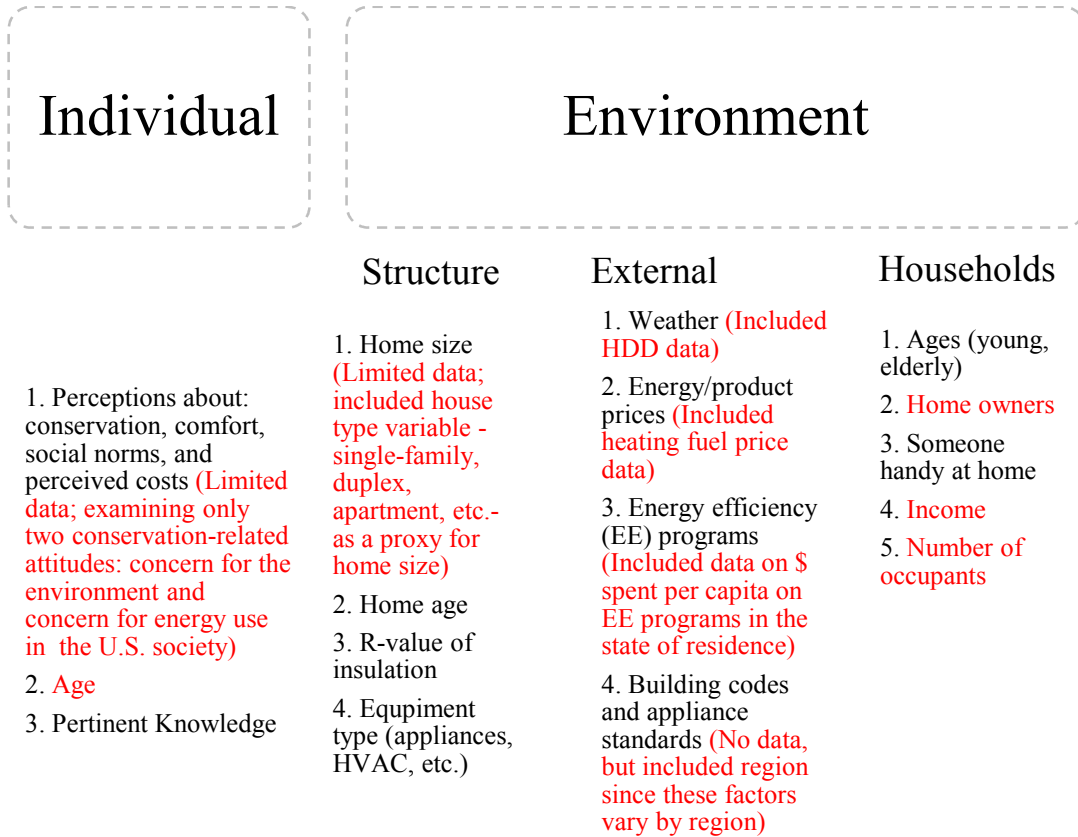 Individual
Environment
1. Perceptions about:
conservation, comfort,
social norms, and
perceived costs (Limited
data; examining only
two conservation-related
attitudes: concern for the
environment and
concern for energy use
in the U.S. society)
2. Age
3. Pertinent Knowledge
Structure
1. Home size
(Limited data;
included house
type variable -
single-family,
duplex,
apartment, etc.-
as a proxy for
home size)
2. Home age
3. R-value of
insulation
4. Equpiment
type (appliances,
HVAC, etc.)
External
1. Weather (Included
HDD data)
2. Energy/product
prices (Included
heating fuel price
data)
3. Energy efficiency
(EE) programs
(Included data on $
spent per capita on
EE programs in the
state of residence)
4. Building codes
and appliance
standards (No data,
but included region
since these factors
vary by region)
Households
1. Ages (young,
elderly)
2. Home owners
3. Someone
handy at home
4. Income
5. Number of
occupants